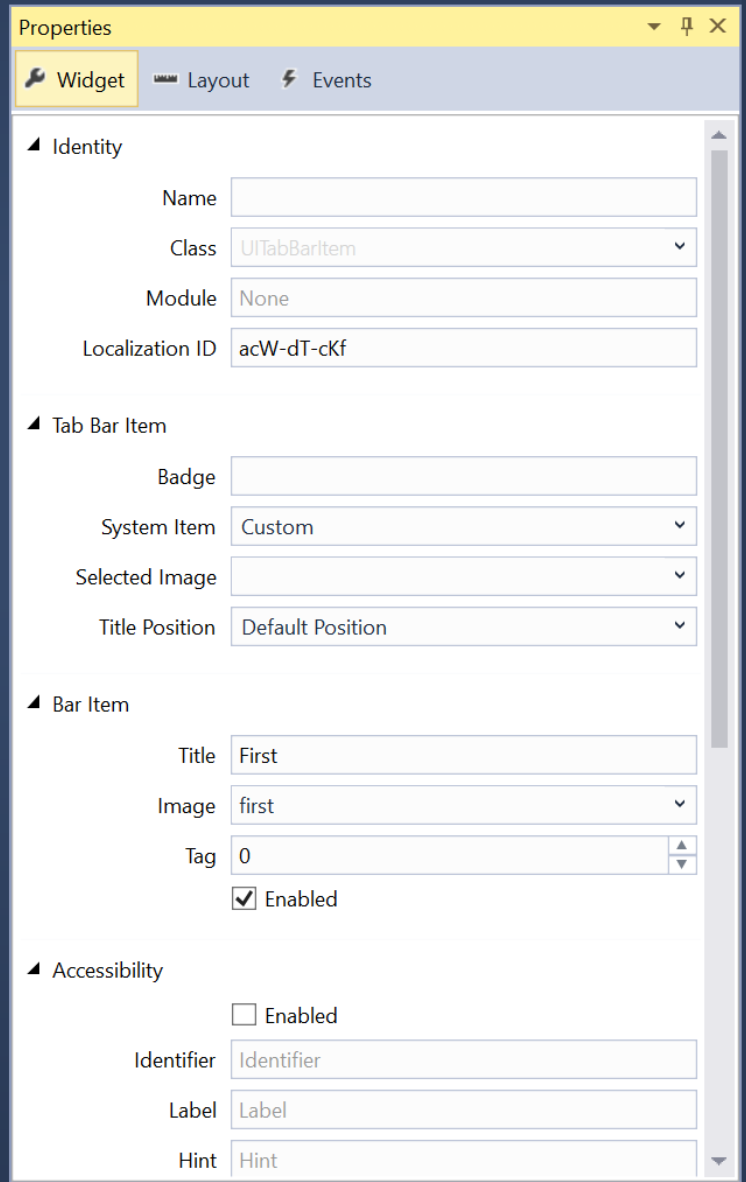 Properties
Widget Layout Events
Identity
Name
Class UITabBarItem
Module None
Localization ID acW-dT-cKf
Tab Bar Item
Badge
System Item Custom
Selected Image
Title Position Default Position
Bar Item
Title First
Image first
Tag 0
Enabled
Accessibility
Enabled
Identifier Identifier
Label Label
Hint Hint